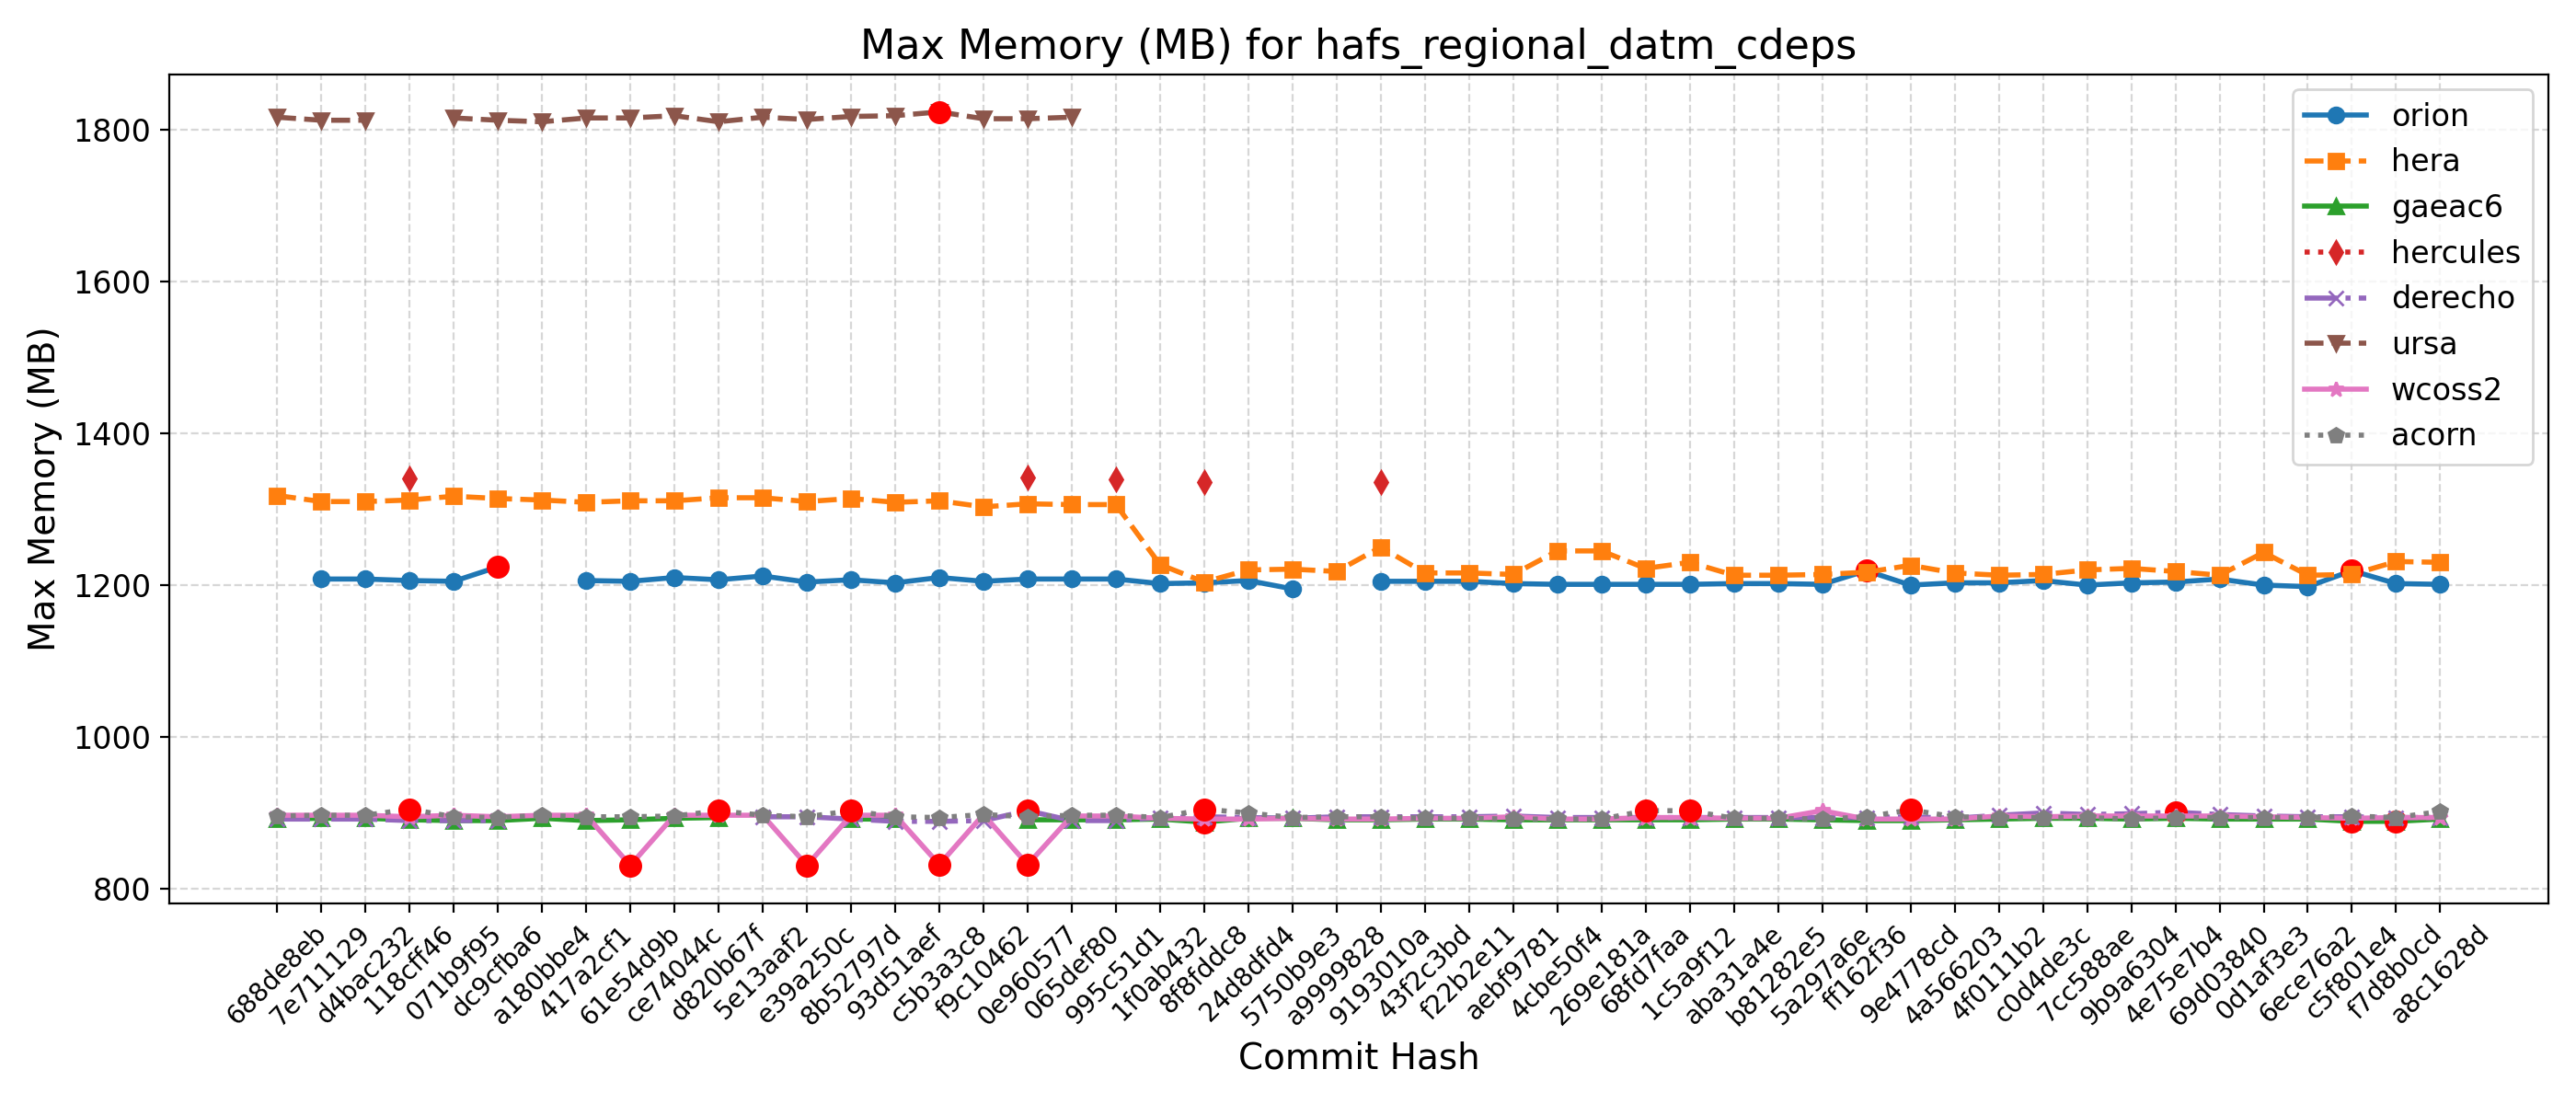 Max Memory (MB) for hafs_regional_datm_cdeps
Max Memory (MB)
1800
1600
1400
1200
1000
800
orion
hera
gaeac6
hercules
derecho
ursa
wcoss2
acorn
688de8eb
7e711129
d4bac232
118cff46
071b9f95
dc9cfba6
a180bbe4
417a2cf1
61e54d9b
ce74044c
d820b67f
5e13aaf2
e39a250c
8b52797d
93d51aef
c5b3a3c8
f9c10462
0e960577
065def80
995c51d1
1f0ab432
8f8fddc8
24d8dfd4
5750b9e3
a9999828
9193010a
43f2c3bd
f22b2e11
aebf9781
4cbe50f4
269e181a
68fd7faa
1c5a9f12
aba31a4e
b81282e5
5a297a6e
ff162f36
9e4778cd
4a566203
4f0111b2
c0d4de3c
7cc588ae
9b9a6304
4e75e7b4
69d03840
0d1af3e3
6ece76a2
c5f801e4
f7d8b0cd
a8c1628d
Commit Hash